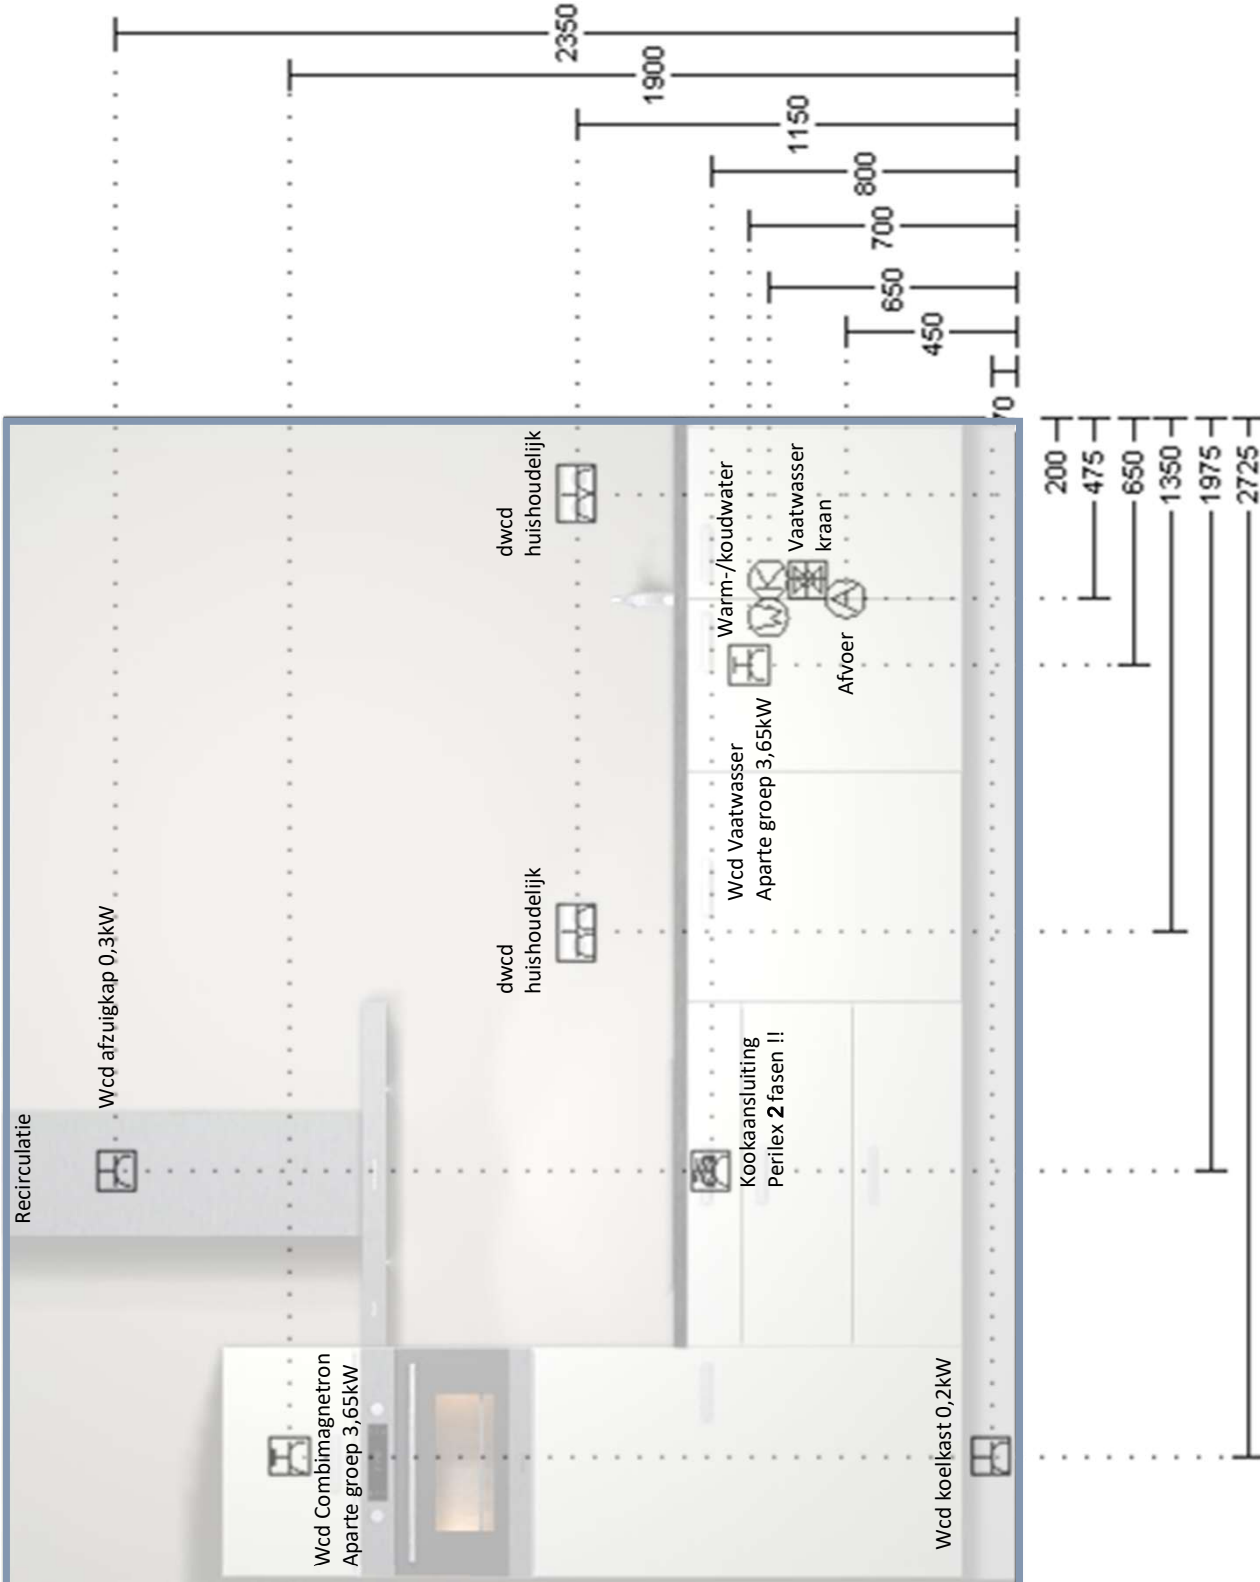 Recirculatie
Wcd afzuigkap 0,3kW
Wcd Combimagnetron
Aparte groep 3,65kW
dwcd
huishoudelijk
dwcd
huishoudelijk
Kookaansluiting
Perilex 2 fasen !!
Wcd Vaatwasser
Aparte groep 3,65kW
Warm-/koudwater
W
K
Vaatwasser
kraan
A
Afvoer
Wcd koelkast 0,2kW
2350
1900
1150
800
700
650
450
70
200
475
650
1350
1975
2725